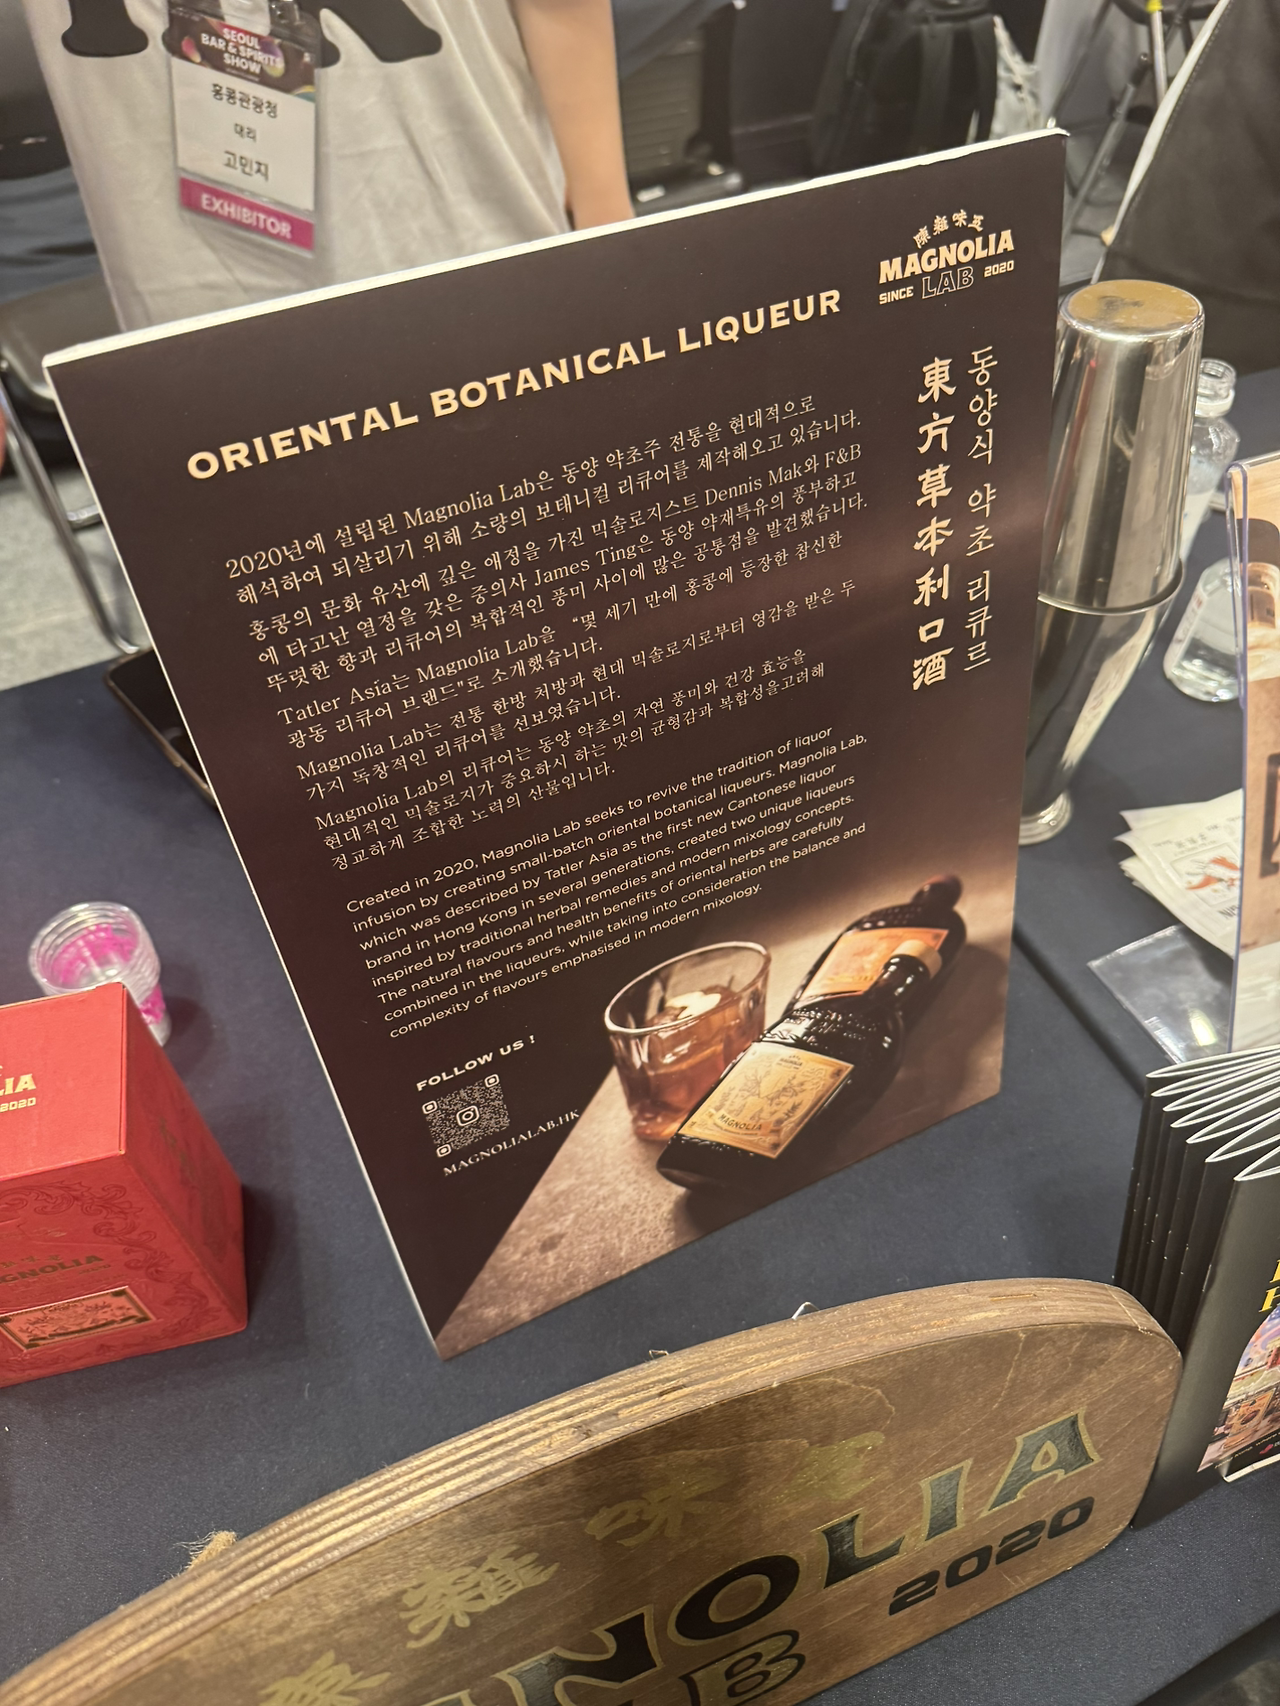 SEOUL
BAR & SPIRITS
SHOW
홍콩관광청
대리
고민지
EXHIBITOR
MAGNOLIA
SINCE LAB 2020
ORIENTAL BOTANICAL LIQUEUR
동양식 약초 리큐르
東方草本利口酒
2020년에 설립된 Magnolia Lab은 동양 약초주 전통을 현대적으로
해석하여 되살리기 위해 소량의 보태니컬 리큐어를 제작해오고 있습니다.
홍콩의 문화 유산에 깊은 애정을 가진 믹솔로지스트 Dennis Mak와 F&B
에 타고난 열정을 갖은 중의사 James Ting은 동양 약재특유의 풍부하고
뚜렷한 향과 리큐어의 복합적인 풍미 사이에 많은 공통점을 발견했습니다.
Tatler Asia는 Magnolia Lab을 “몇 세기 만에 홍콩에 등장한 참신한
광동 리큐어 브랜드"로 소개했습니다.
Magnolia Lab는 전통 한방 처방과 현대 믹솔로지로부터 영감을 받은 두
가지 독창적인 리큐어를 선보였습니다.
Magnolia Lab의 리큐어는 동양 약초의 자연 풍미와 건강 효능을
현대적인 믹솔로지가 중요하시 하는 맛의 균형감과 복합성을고려해
정교하게 조합한 노력의 산물입니다.
Created in 2020, Magnolia Lab seeks to revive the tradition of liquor
infusion by creating small-batch oriental botanical liqueurs. Magnolia Lab,
which was described by Tatler Asia as the first new Cantonese liquor
brand in Hong Kong in several generations, created two unique liqueurs
inspired by traditional herbal remedies and modern mixology concepts.
The natural flavours and health benefits of oriental herbs are carefully
combined in the liqueurs, while taking into consideration the balance and
complexity of flavours emphasised in modern mixology.
FOLLOW US !
MAGNOLIALAB.HK
MAGNOLIA
LIA
2020
GNOLIA
NOLIA
2020